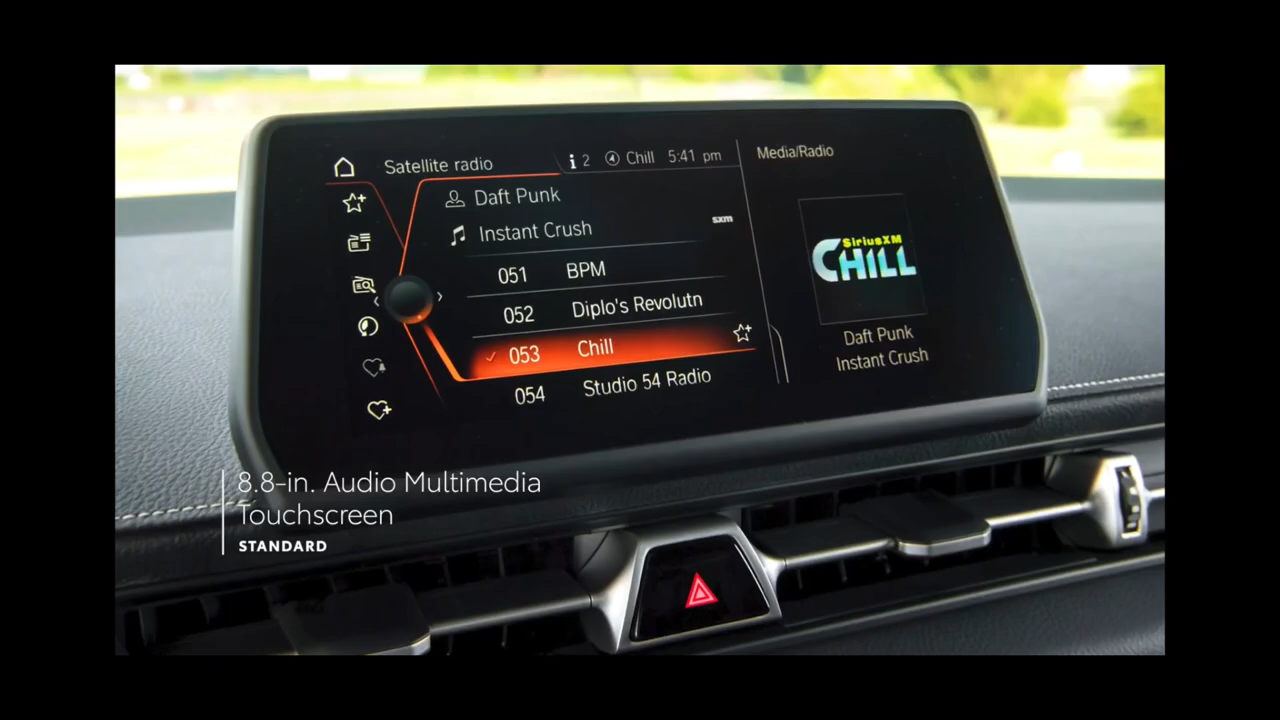 Satellite radio
2 Chill 5:41 pm
Media/Radio
Daft Punk
Instant Crush
sxm
051 BPM
052 Diplo's Revolutn
053 Chill
054 Studio 54 Radio
SiriusXM
CHILL
Daft Punk
Instant Crush
8.8-in. Audio Multimedia
Touchscreen
STANDARD